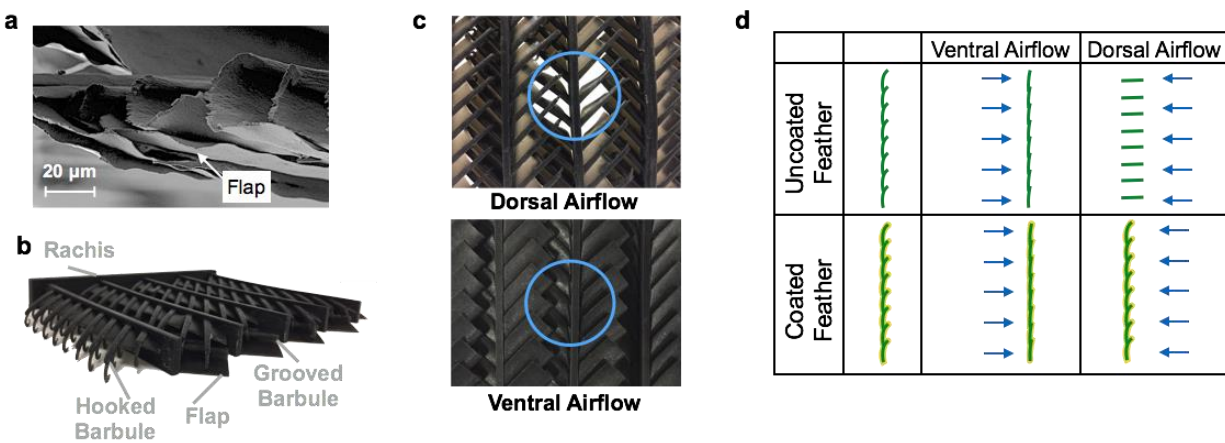 a
20 μm
Flap
b
Rachis
Grooved
Barbule
Hooked
Barbule
Flap
c
Dorsal Airflow
Ventral Airflow
d
Ventral Airflow
Dorsal Airflow
Uncoated
Feather
Coated
Feather